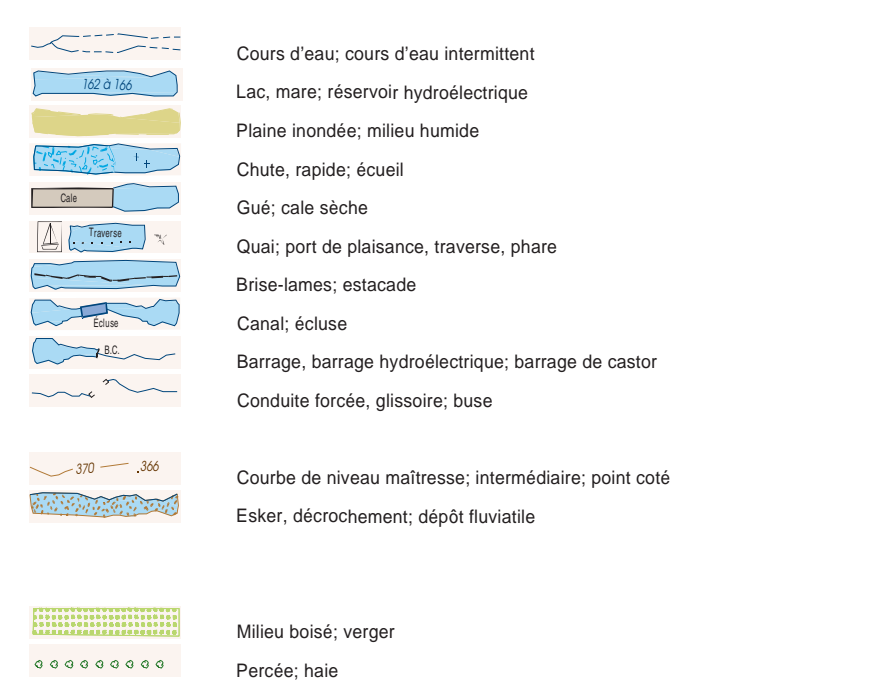 Cours d'eau; cours d'eau intermittent
162 à 166
Lac, mare; réservoir hydroélectrique
Plaine inondée; milieu humide
Chute, rapide; écueil
Cale
Gué; cale sèche
Traverse
Quai; port de plaisance, traverse, phare
Brise-lames; estacade
Écluse
Canal; écluse
B.C.
Barrage, barrage hydroélectrique; barrage de castor
Conduite forcée, glissoire; buse
370 .366
Courbe de niveau maîtresse; intermédiaire; point coté
Esker, décrochement; dépôt fluviatile
Milieu boisé; verger
Percée; haie